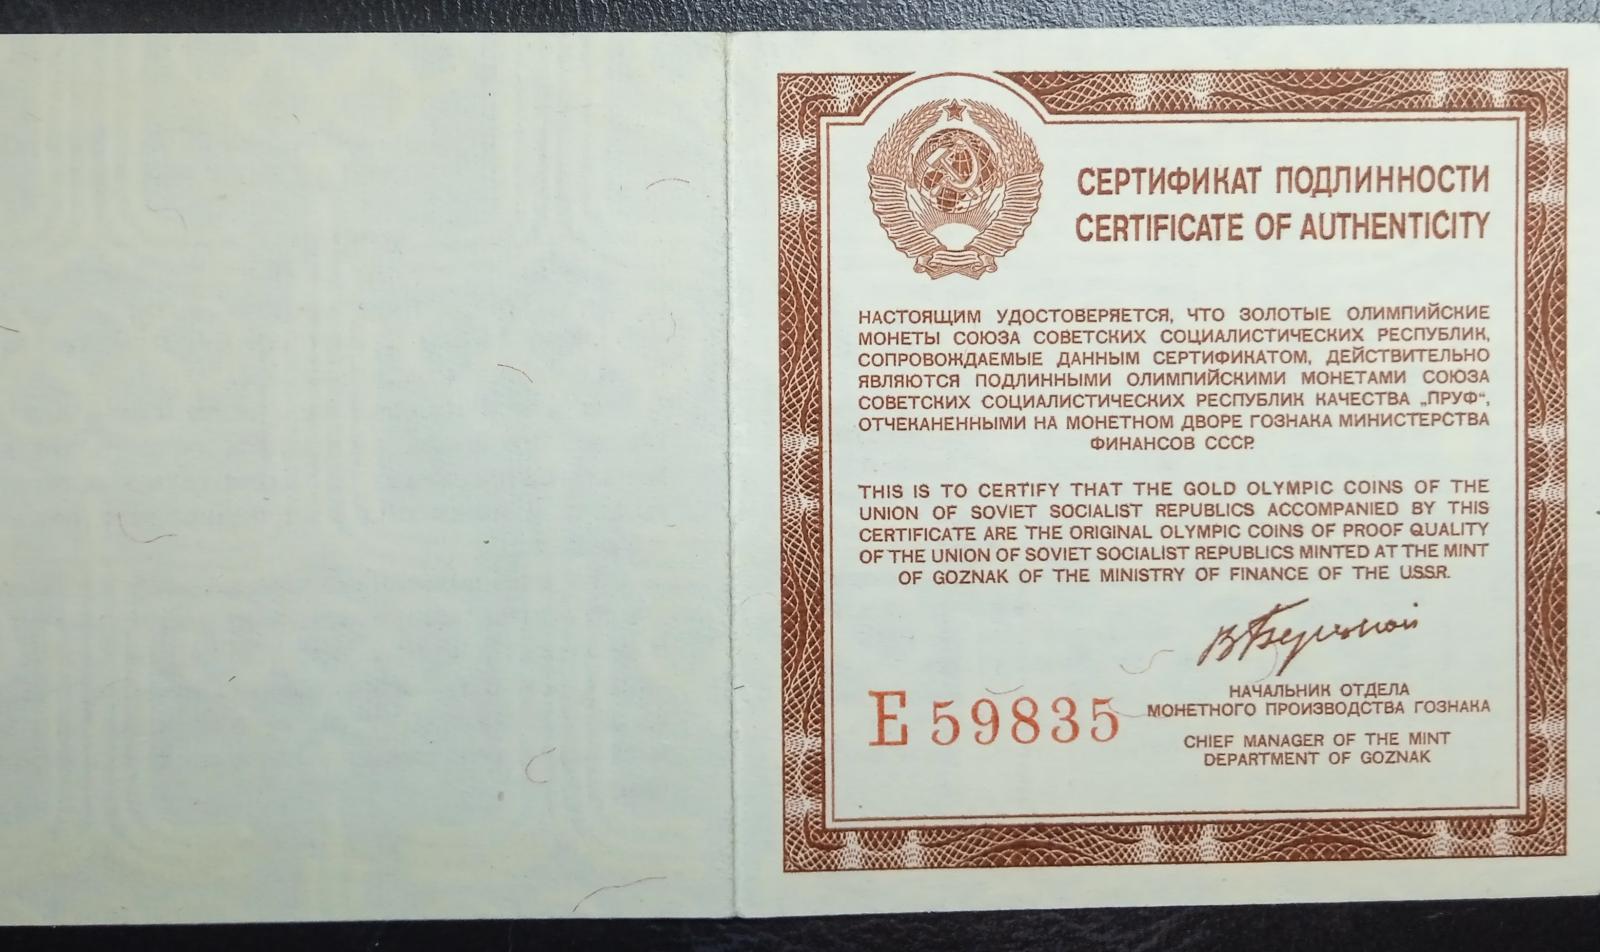 СЕРТИФИКАТ ПОДЛИННОСТИ
CERTIFICATE OF AUTHENTICITY
НАСТОЯЩИМ УДОСТОВЕРЯЕТСЯ, ЧТО ЗОЛОТЫЕ ОЛИМПИЙСКИЕ
МОНЕТЫ СОЮЗА СОВЕТСКИХ СОЦИАЛИСТИЧЕСКИХ РЕСПУБЛИК,
СОПРОВОЖДАЕМЫЕ ДАННЫМ СЕРТИФИКАТОМ, ДЕЙСТВИТЕЛЬНО
ЯВЛЯЮТСЯ ПОДЛИННЫМИ ОЛИМПИЙСКИМИ МОНЕТАМИ СОЮЗА
СОВЕТСКИХ СОЦИАЛИСТИЧЕСКИХ РЕСПУБЛИК КАЧЕСТВА „ПРУФ“,
ОТЧЕКАНЕННЫМИ НА МОНЕТНОМ ДВОРЕ ГОЗНАКА МИНИСТЕРСТВА
ФИНАНСОВ СССР.
THIS IS TO CERTIFY THAT THE GOLD OLYMPIC COINS OF THE
UNION OF SOVIET SOCIALIST REPUBLICS ACCOMPANIED BY THIS
CERTIFICATE ARE THE ORIGINAL OLYMPIC COINS OF PROOF QUALITY
OF THE UNION OF SOVIET SOCIALIST REPUBLICS MINTED AT THE MINT
OF GOZNAK OF THE MINISTRY OF FINANCE OF THE U.S.S.R.
Е 59835
НАЧАЛЬНИК ОТДЕЛА
МОНЕТНОГО ПРОИЗВОДСТВА ГОЗНАКА
CHIEF MANAGER OF THE MINT
DEPARTMENT OF GOZNAK